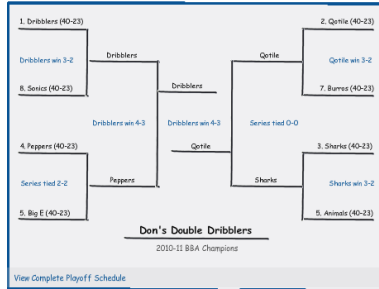 1. Dribblers (40-23)
2. Qotile (40-23)
Dribblers win 3-2
Dribblers
Qotile
Qotile win 3-2
8. Sonics (40-23)
Dribblers
7. Burros (40-23)
Dribblers win 4-3
Dribblers win 4-3
Series tied 0-0
4. Peppers (40-23)
Qotile
3. Sharks (40-23)
Series tied 2-2
Peppers
Sharks
Sharks win 3-2
5. Big E (40-23)
5. Animals (40-23)
Don's Double Dribblers
2010-11 BBA Champions
View Complete Playoff Schedule